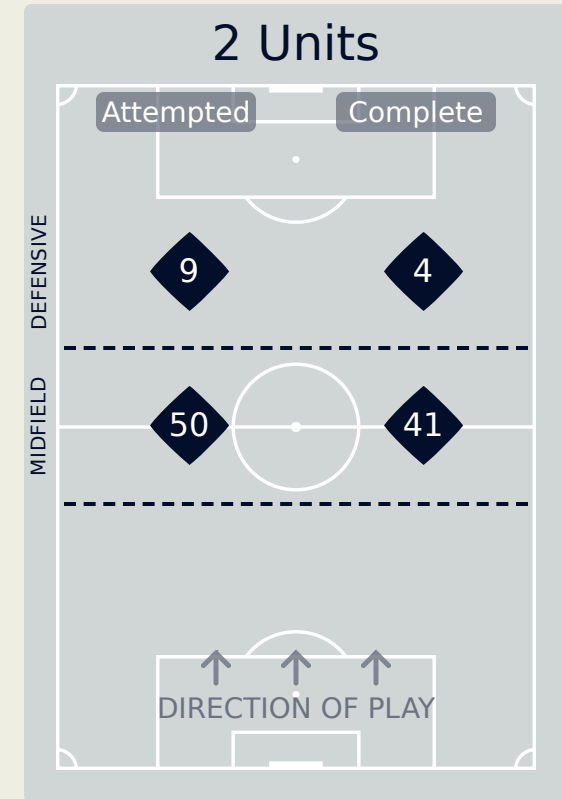 2 Units
Attempted Complete
DEFENSIVE
9 4
MIDFIELD
50 41
DIRECTION OF PLAY